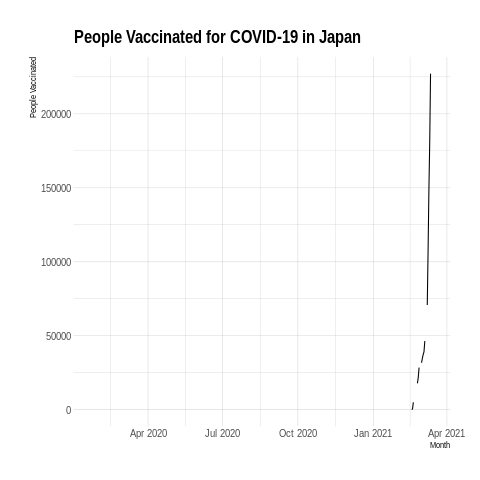 People Vaccinated for COVID-19 in Japan
People Vaccinated
200000
150000
100000
50000
0
Apr 2020 Jul 2020 Oct 2020 Jan 2021 Apr 2021
Month